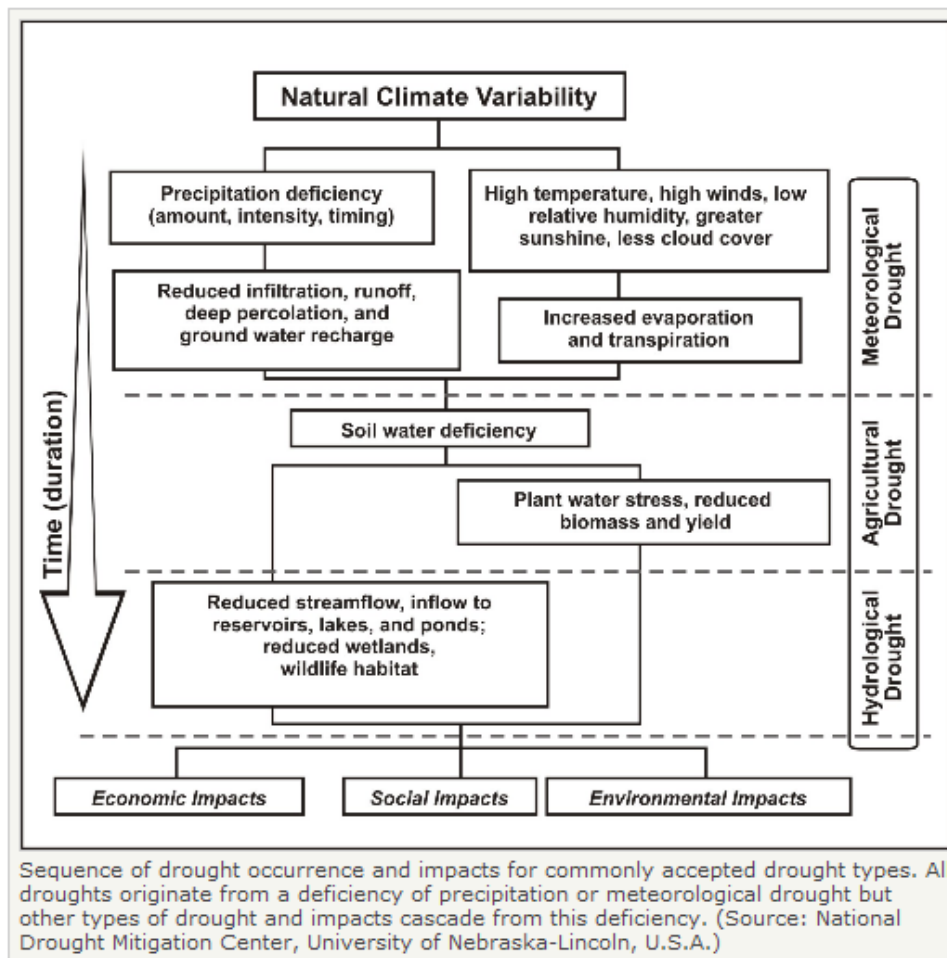 Natural Climate Variability
Precipitation deficiency
(amount, intensity, timing)
High temperature, high winds, low
relative humidity, greater
sunshine, less cloud cover
Reduced infiltration, runoff,
deep percolation, and
ground water recharge
Increased evaporation
and transpiration
Meteorological
Drought
Time (duration)
Soil water deficiency
Plant water stress, reduced
biomass and yield
Agricultural
Drought
Reduced streamflow, inflow to
reservoirs, lakes, and ponds;
reduced wetlands,
wildlife habitat
Hydrological
Drought
Economic Impacts
Social Impacts
Environmental Impacts
Sequence of drought occurrence and impacts for commonly accepted drought types. Al
droughts originate from a deficiency of precipitation or meteorological drought but
other types of drought and impacts cascade from this deficiency. (Source: National
Drought Mitigation Center, University of Nebraska-Lincoln, U.S.A.)